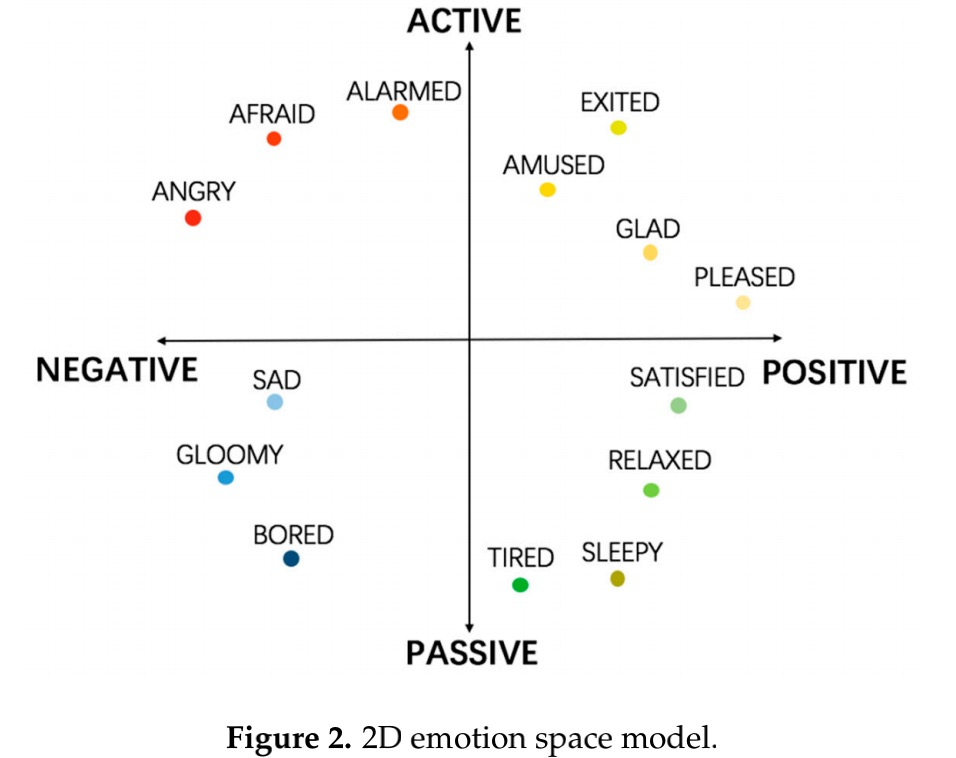 ACTIVE
ALARMED
EXITED
AFRAID
AMUSED
ANGRY
GLAD
PLEASED
NEGATIVE
SAD
SATISFIED
POSITIVE
GLOOMY
RELAXED
BORED
TIRED
SLEEPY
PASSIVE
Figure 2. 2D emotion space model.